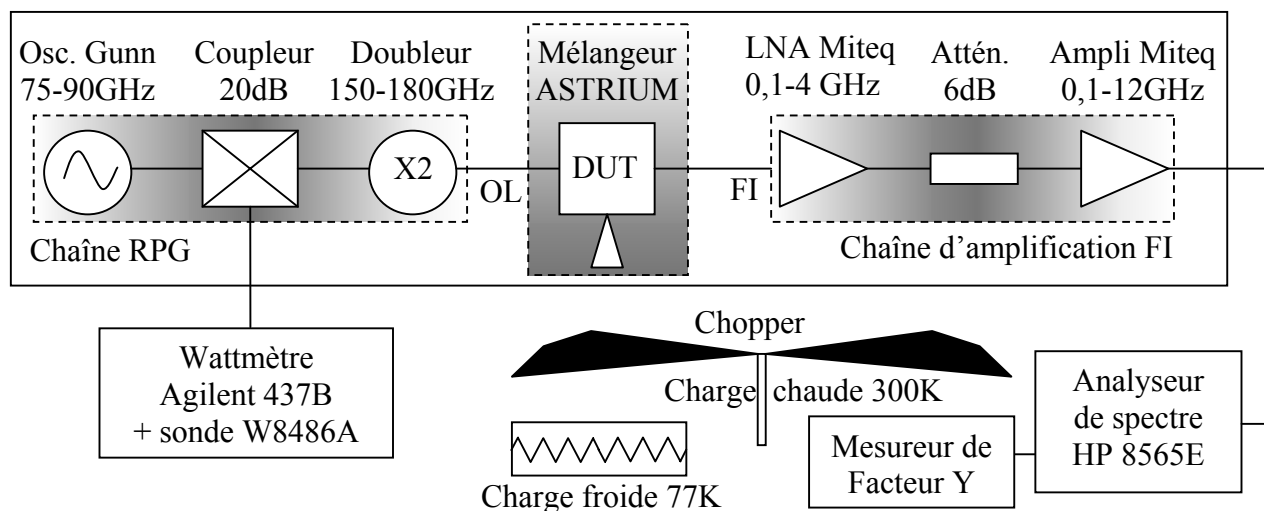 Osc. Gunn
75-90GHz
Coupleur
20dB
Doubleur
150-180GHz
Mélangeur
ASTRIUM
LNA Miteq
0,1-4 GHz
Attén.
6dB
Ampli Miteq
0,1-12GHz
X2
OL
DUT
FI
Chaîne RPG
Chaîne d’amplification FI
Wattmètre
Agilent 437B
+ sonde W8486A
Chopper
Charge chaude 300K
Charge froide 77K
Mesureur de
Facteur Y
Analyseur
de spectre
HP 8565E